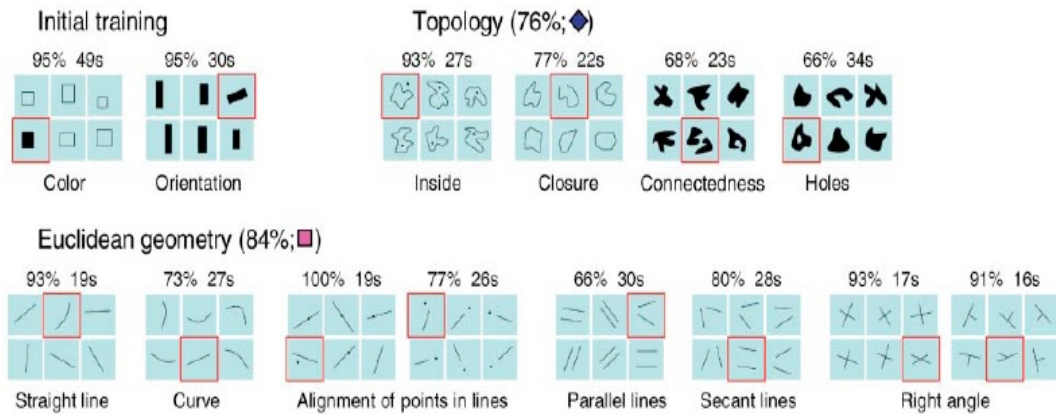 Initial training
Topology (76%;◆)
95% 49s
95% 30s
93% 27s
77% 22s
68% 23s
66% 34s
Color
Orientation
Inside
Closure
Connectedness
Holes
Euclidean geometry (84%;■)
93% 19s
73% 27s
100% 19s
77% 26s
66% 30s
80% 28s
93% 17s
91% 16s
Straight line
Curve
Alignment of points in lines
Parallel lines
Secant lines
Right angle